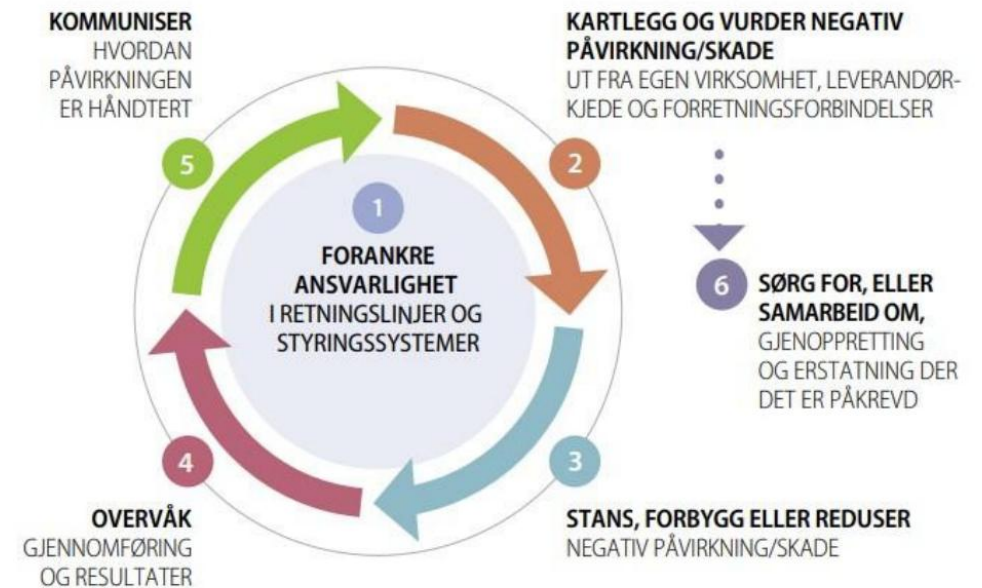 KOMMUNISER
HVORDAN
PÅVIRKNINGEN
ER HÅNDTERT
5
KARTLEGG OG VURDER NEGATIV
PÅVIRKNING/SKADE
UT FRA EGEN VIRKSOMHET, LEVERANDØR-
KJEDE OG FORRETNINGSFORBINDELSER
2
1
FORANKRE
ANSVARLIGHET
I RETNINGSLINJER OG
STYRINGSSYSTEMER
6
SØRG FOR, ELLER
SAMARBEID OM,
GJENOPPRETTING
OG ERSTATNING DER
DET ER PÅKREVD
4
OVERVÅK
GJENNOMFØRING
OG RESULTATER
3
STANS, FORBYGG ELLER REDUSER
NEGATIV PÅVIRKNING/SKADE